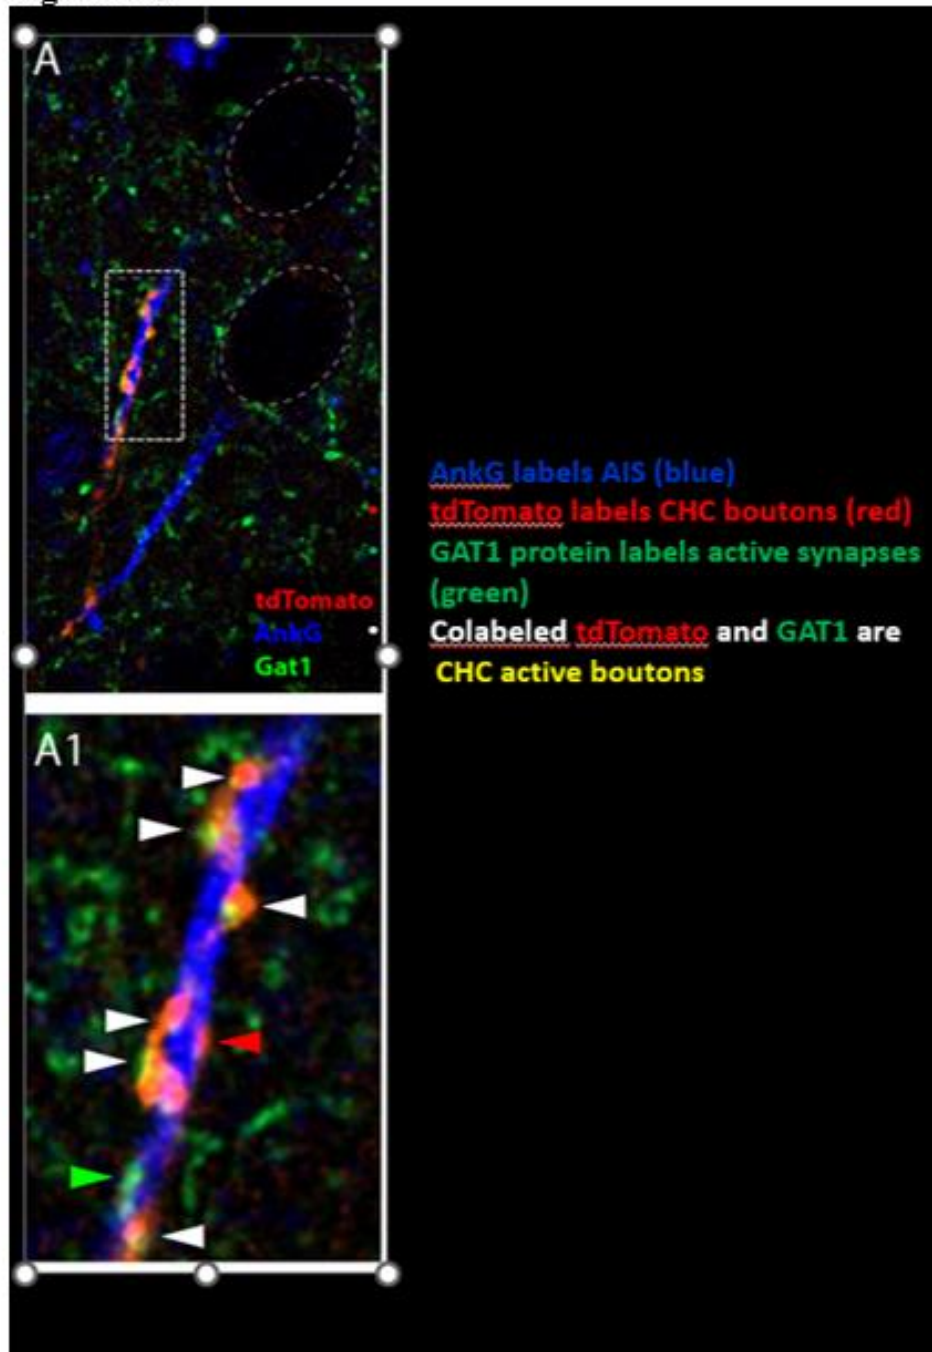 A
tdTomato
AnkG
Gat1
A1
AnkG labels AIS (blue)
tdTomato labels CHC boutons (red)
GAT1 protein labels active synapses
(green)
Colabeled tdTomato and GAT1 are
CHC active boutons